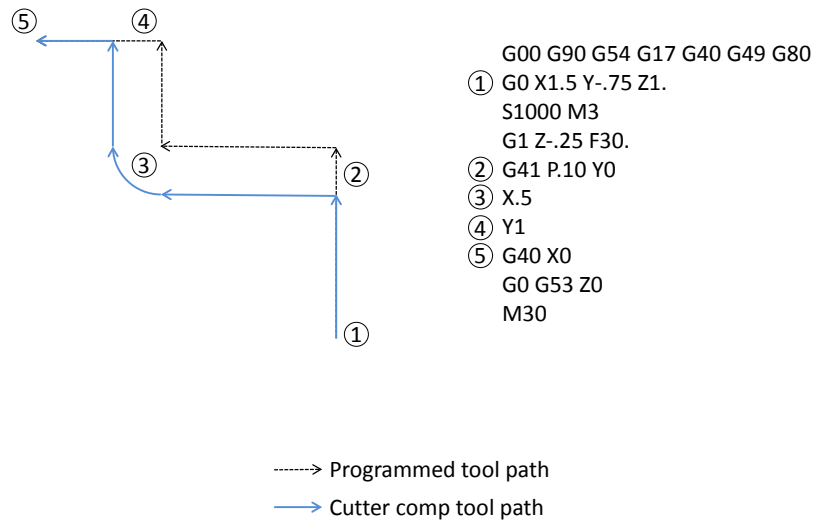 ⑤
④
③
②
①
G00 G90 G54 G17 G40 G49 G80
① G0 X1.5 Y-.75 Z1.
S1000 M3
G1 Z-.25 F30.
② G41 P.10 Y0
③ X.5
④ Y1
⑤ G40 X0
G0 G53 Z0
M30
Programmed tool path
Cutter comp tool path